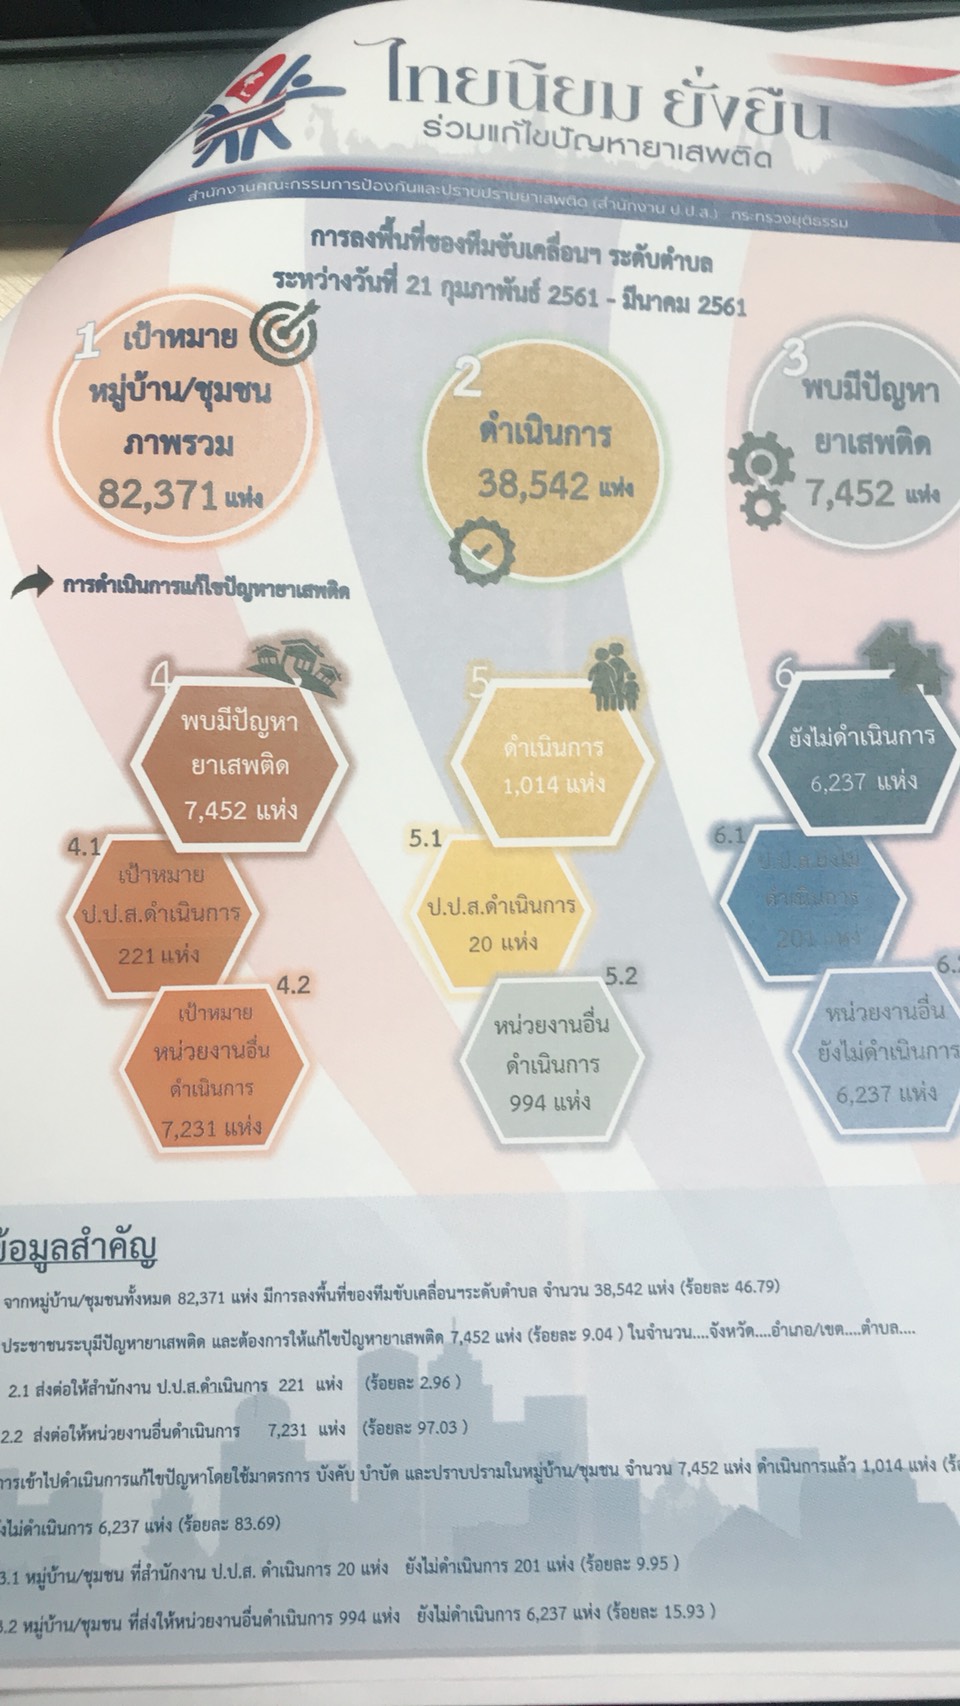 ไทยนิยม ยั่งยืน
ร่วมแก้ไขปัญหายาเสพติด
สำนักงานคณะกรรมการป้องกันและปราบปรามยาเสพติด (สำนักงาน ป.ป.ส.) กระทรวงยุติธรรม
การลงพื้นที่ของทีมขับเคลื่อนฯ ระดับตำบล
ระหว่างวันที่ 21 กุมภาพันธ์ 2561 - มีนาคม 2561
1 เป้าหมาย
หมู่บ้าน/ชุมชน
ภาพรวม
82,371 แห่ง
2
ดำเนินการ
38,542 แห่ง
3
พบมีปัญหา
ยาเสพติด
7,452 แห่ง
การดำเนินการแก้ไขปัญหายาเสพติด
4
พบมีปัญหา
ยาเสพติด
7,452 แห่ง
5
ดำเนินการ
1,014 แห่ง
6
ยังไม่ดำเนินการ
6,237 แห่ง
4.1
เป้าหมาย
ป.ป.ส.ดำเนินการ
221 แห่ง
5.1
ป.ป.ส.ดำเนินการ
20 แห่ง
6.1
ป.ป.ส.ยังไม่
ดำเนินการ
201 แห่ง
4.2
เป้าหมาย
หน่วยงานอื่น
ดำเนินการ
7,231 แห่ง
5.2
หน่วยงานอื่น
ดำเนินการ
994 แห่ง
6.
หน่วยงานอื่น
ยังไม่ดำเนินการ
6,237 แห่ง
ข้อมูลสำคัญ
จากหมู่บ้าน/ชุมชนทั้งหมด 82,371 แห่ง มีการลงพื้นที่ของทีมขับเคลื่อนฯระดับตำบล จำนวน 38,542 แห่ง (ร้อยละ 46.79)
ประชาชนระบุมีปัญหายาเสพติด และต้องการให้แก้ไขปัญหายาเสพติด 7,452 แห่ง (ร้อยละ 9.04 ) ในจำนวน....จังหวัด....อำเภอ/เขต....ตำบล....
2.1 ส่งต่อให้สำนักงาน ป.ป.ส.ดำเนินการ 221 แห่ง (ร้อยละ 2.96 )
2.2 ส่งต่อให้หน่วยงานอื่นดำเนินการ 7,231 แห่ง (ร้อยละ 97.03 )
การเข้าไปดำเนินการแก้ไขปัญหาโดยใช้มาตรการ บังคับ บำบัด และปราบปรามในหมู่บ้าน/ชุมชน จำนวน 7,452 แห่ง ดำเนินการแล้ว 1,014 แห่ง
ยังไม่ดำเนินการ 6,237 แห่ง (ร้อยละ 83.69)
3.1 หมู่บ้าน/ชุมชน ที่สำนักงาน ป.ป.ส. ดำเนินการ 20 แห่ง ยังไม่ดำเนินการ 201 แห่ง (ร้อยละ 9.95 )
3.2 หมู่บ้าน/ชุมชน ที่ส่งให้หน่วยงานอื่นดำเนินการ 994 แห่ง ยังไม่ดำเนินการ 6,237 แห่ง (ร้อยละ 15.93 )